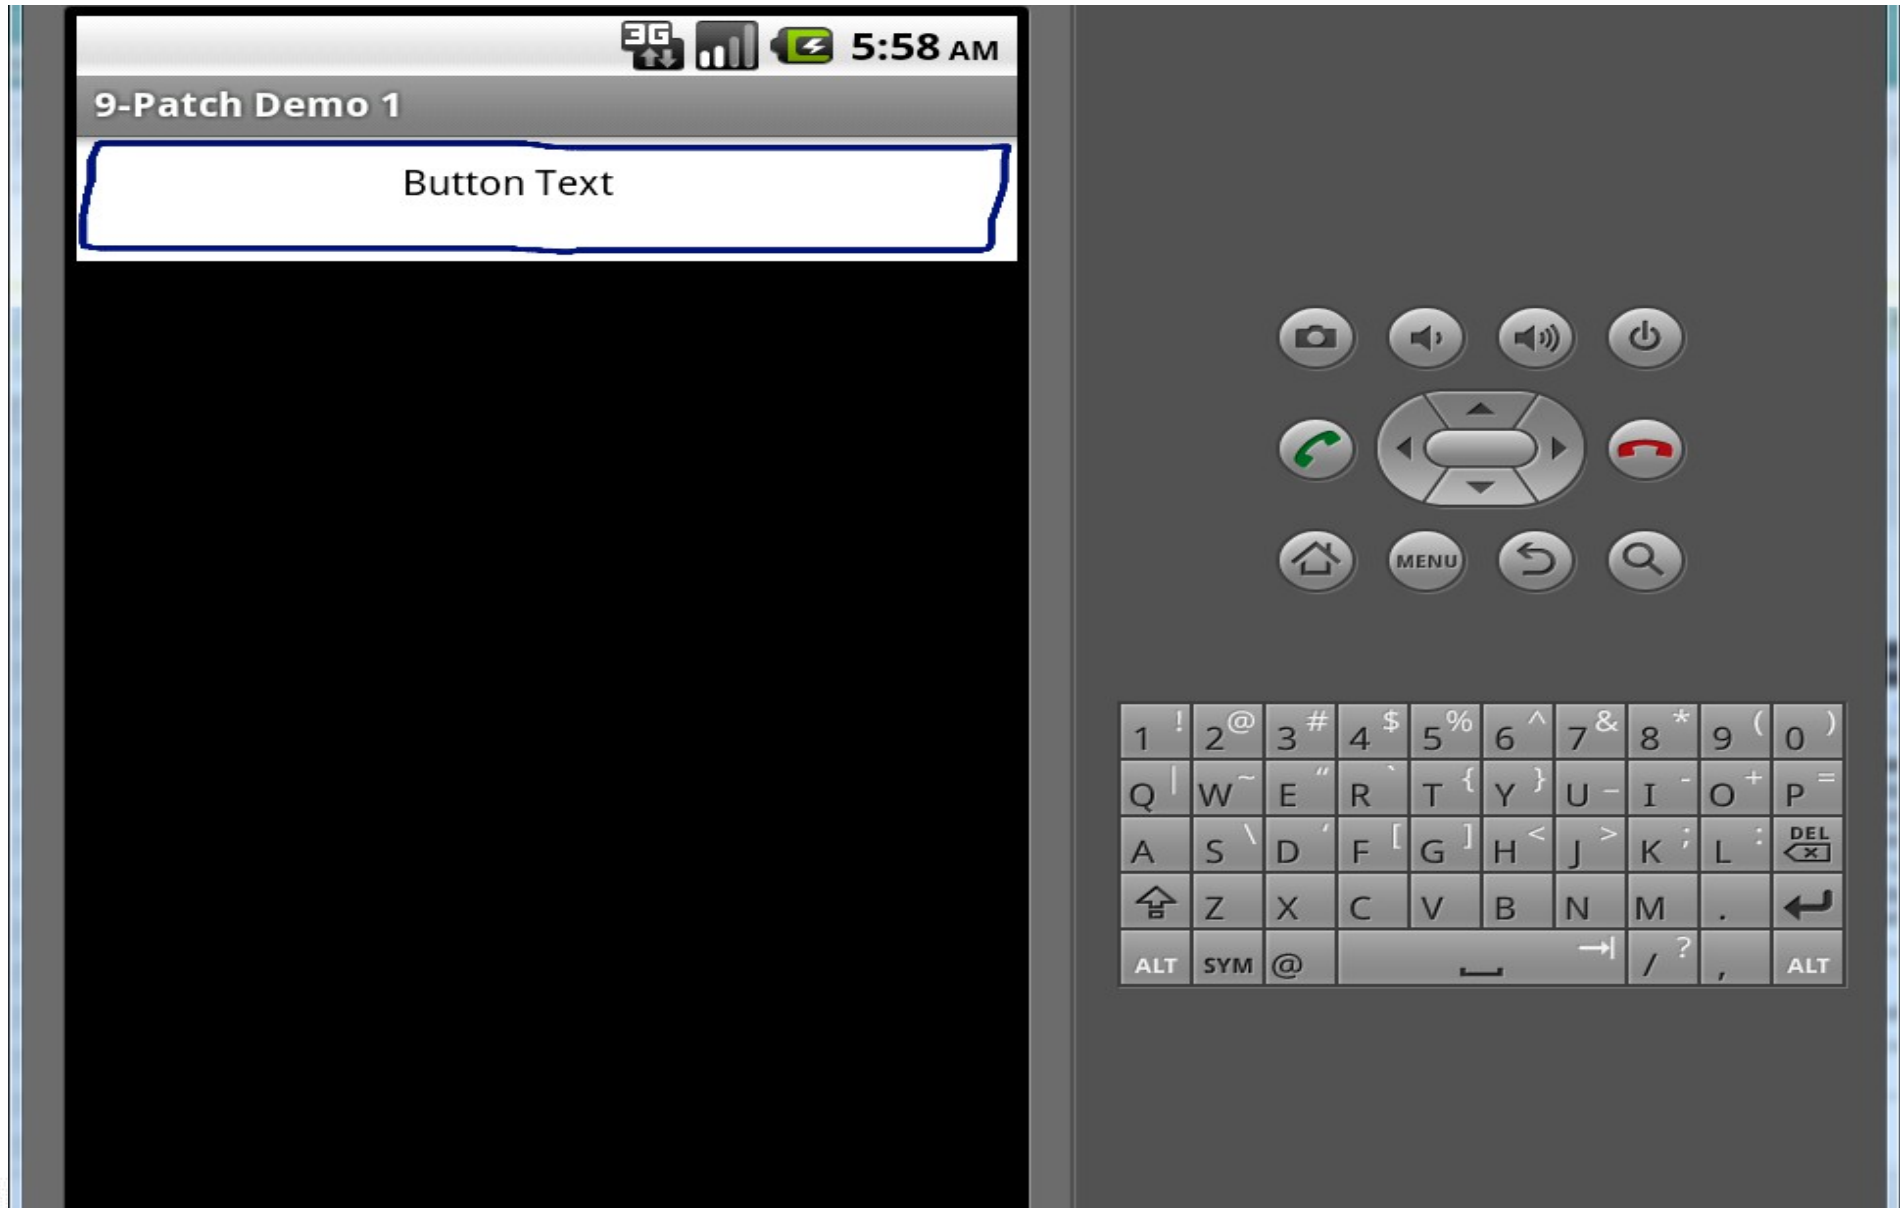 3G 5:58 AM
9-Patch Demo 1
Button Text
MENU
1 ! 2 @ 3 # 4 $ 5 % 6 ^ 7 & 8 * 9 ( 0 )
Q | W ~ E " R ` T { Y } U _ I - O + P =
A S \ D ' F [ G ] H < J > K ; L : DEL
Z X C V B N M .
ALT SYM @ / ? , ALT